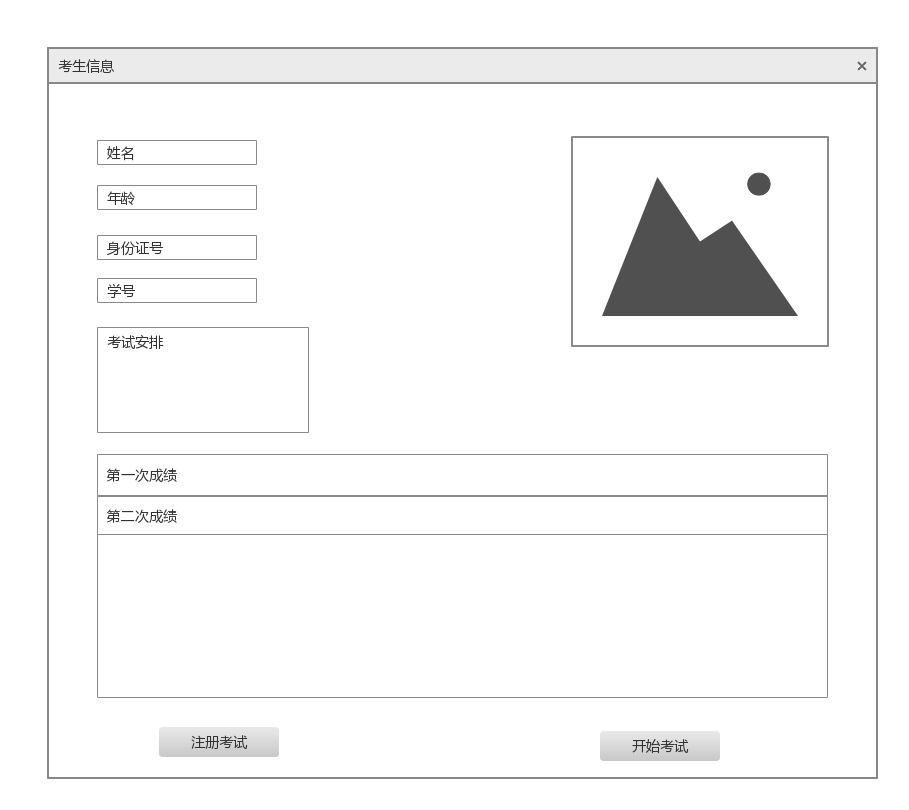 考生信息
姓名
年龄
身份证号
学号
考试安排
第一次成绩
第二次成绩
注册考试
开始考试